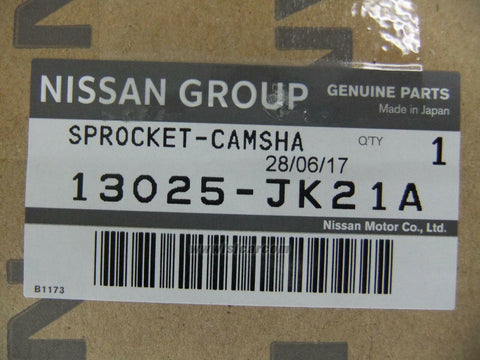 NISSAN GROUP
GENUINE PARTS
Made in Japan
SPROCKET-CAMSHA
Q'TY 1
28/06/17
13025-JK21A
Nissan Motor Co., Ltd.
B1173